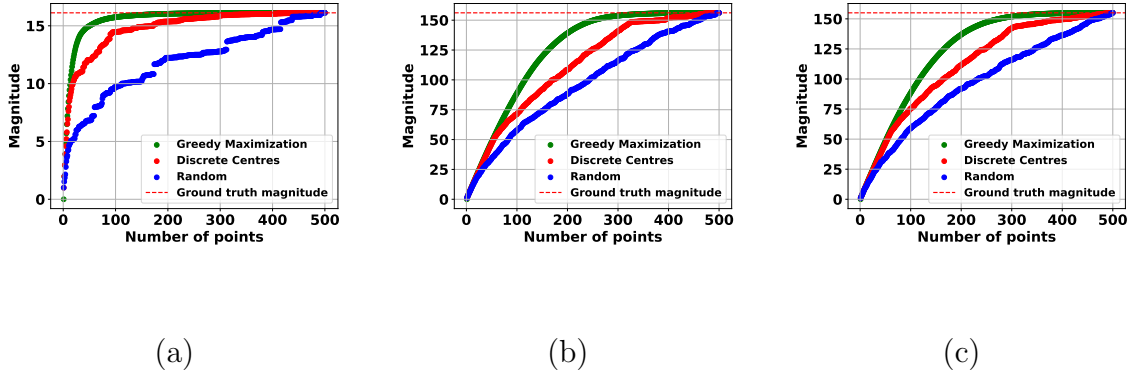 15
10
5
0
Magnitude
Greedy Maximization
Discrete Centres
Random
Ground truth magnitude
0 100 200 300 400 500
Number of points
(a)
150
125
100
75
50
25
0
Magnitude
Greedy Maximization
Discrete Centres
Random
Ground truth magnitude
0 100 200 300 400 500
Number of points
(b)
150
125
100
75
50
25
0
Magnitude
Greedy Maximization
Discrete Centres
Random
Ground truth magnitude
0 100 200 300 400 500
Number of points
(c)